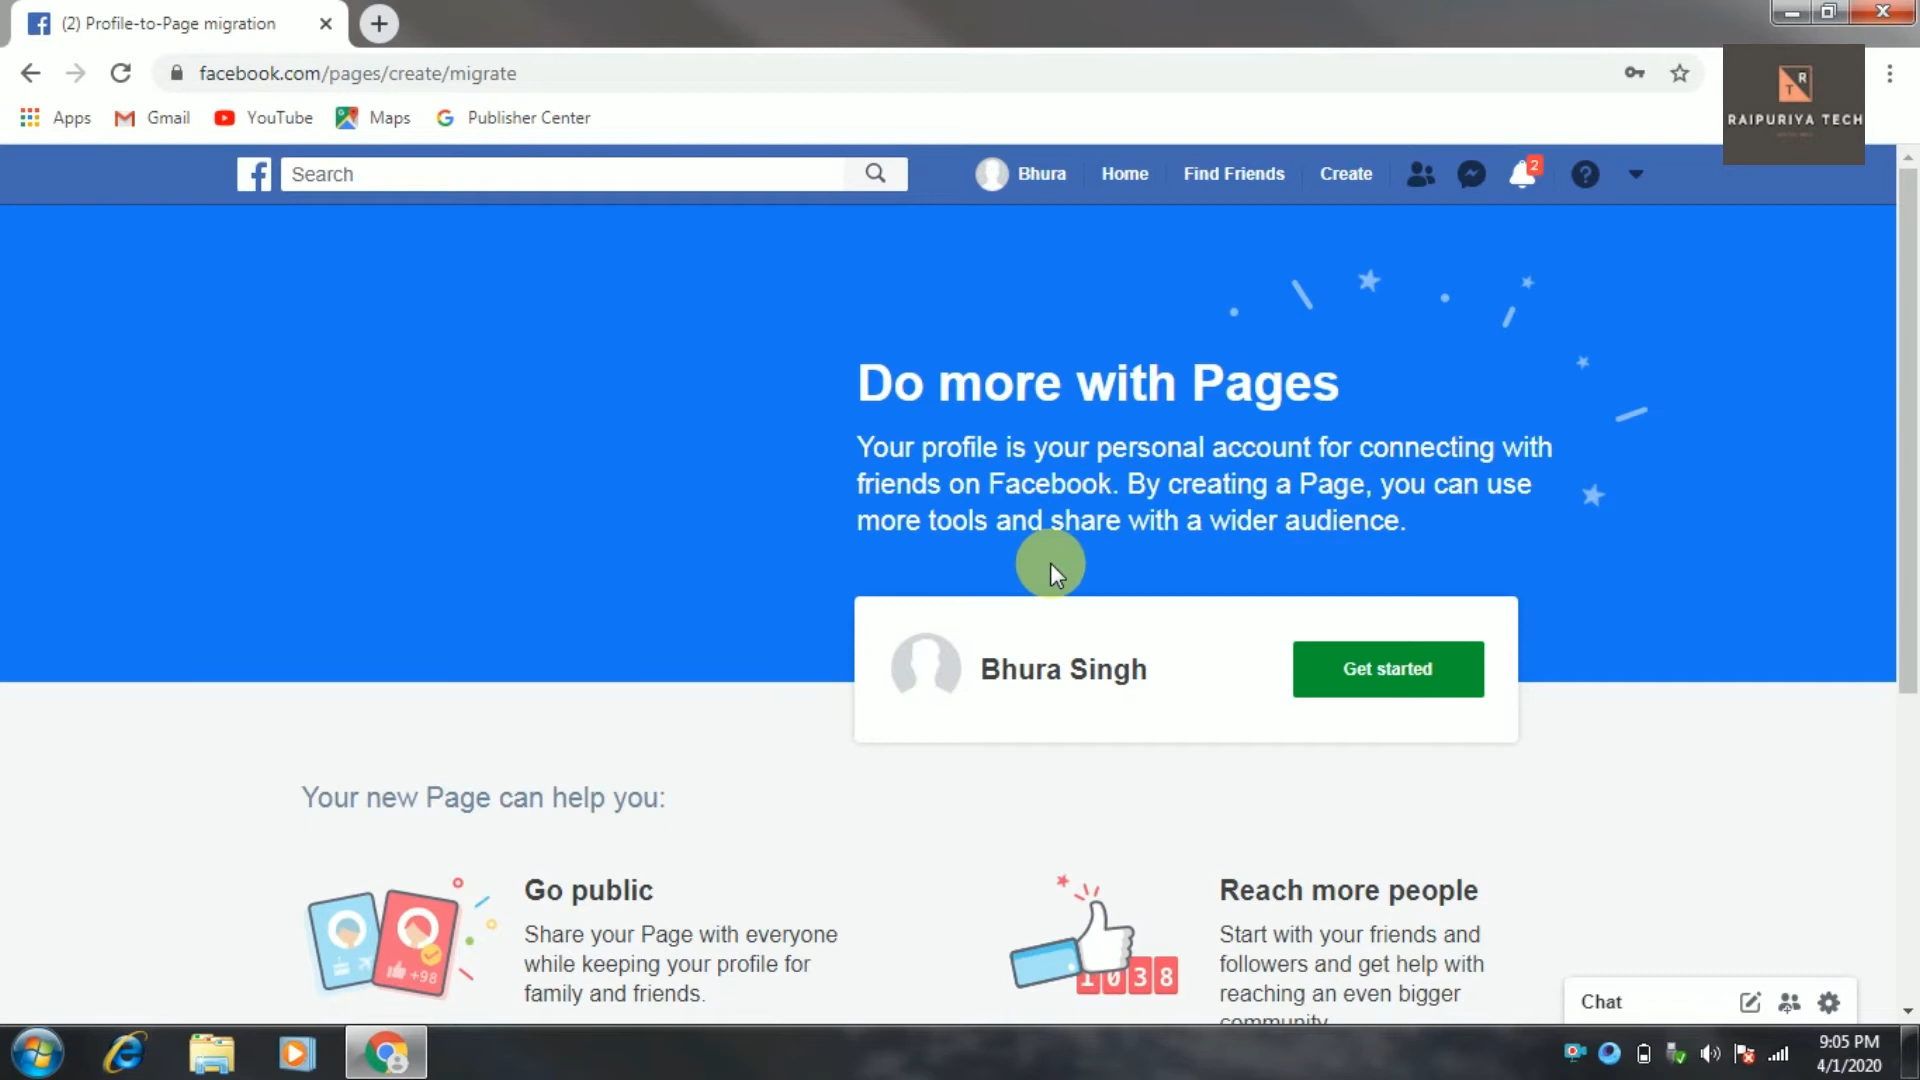 (2) Profile-to-Page migration
facebook.com/pages/create/migrate
Apps
Gmail
YouTube
Maps
Publisher Center
R
T
RAIPURIYA TECH
Search
Bhura
Home
Find Friends
Create
2
Do more with Pages
Your profile is your personal account for connecting with
friends on Facebook. By creating a Page, you can use
more tools and share with a wider audience.
Bhura Singh
Get started
Your new Page can help you:
Go public
Share your Page with everyone
while keeping your profile for
family and friends.
+98
Reach more people
Start with your friends and
followers and get help with
reaching an even bigger
community.
1038
Chat
9:05 PM
4/1/2020